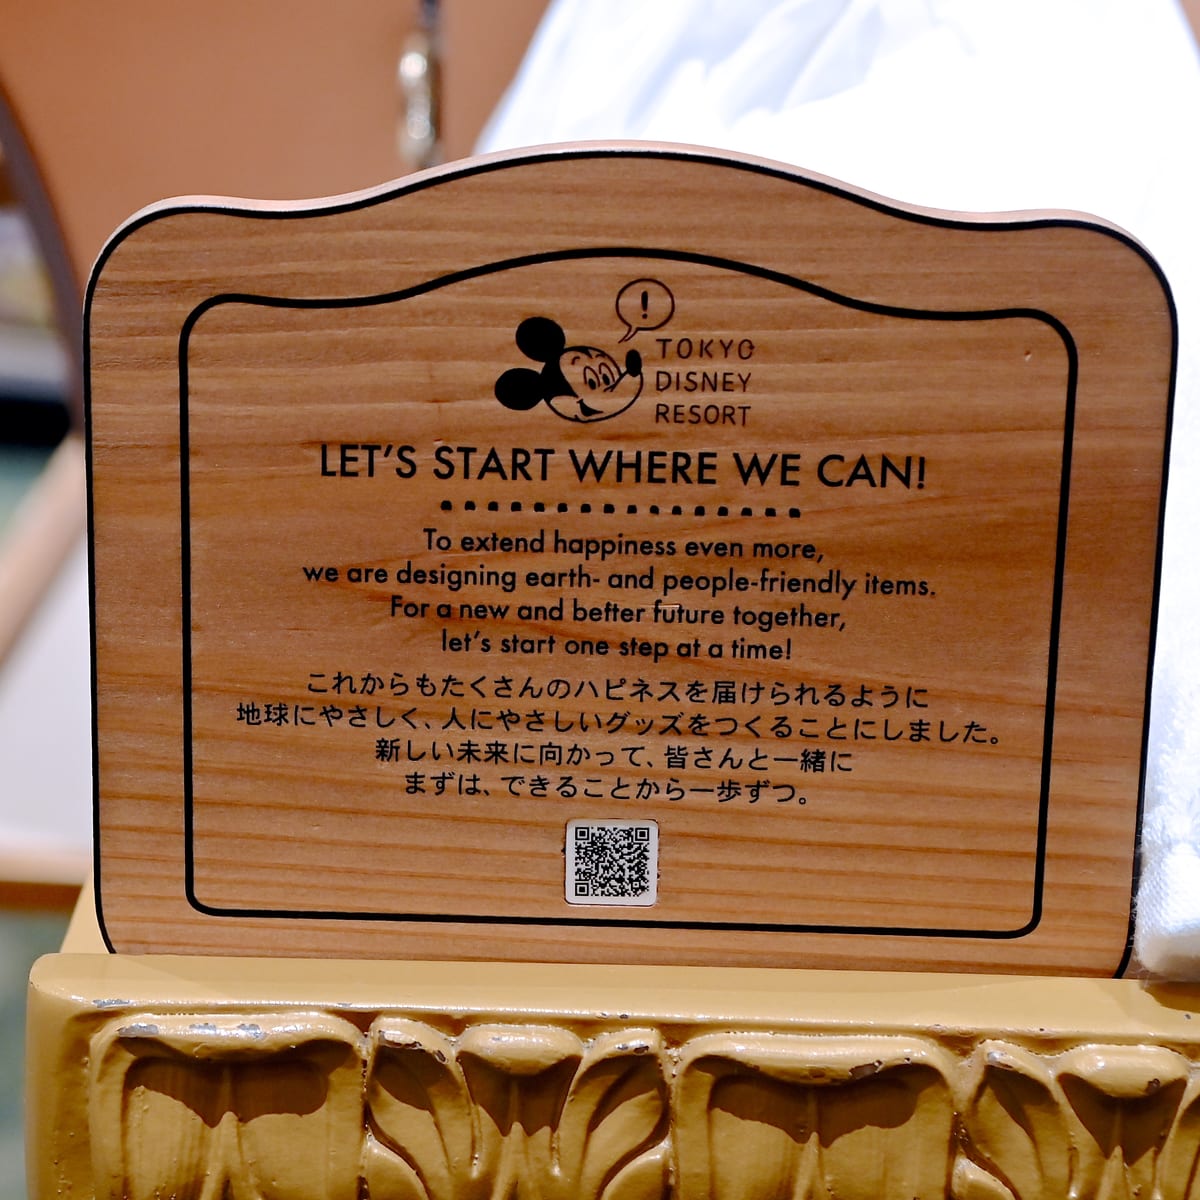 !
TOKYO
DISNEY
RESORT
LET'S START WHERE WE CAN!
To extend happiness even more,
we are designing earth- and people-friendly items.
For a new and better future together,
let's start one step at a time!
これからもたくさんのハピネスを届けられるように
地球にやさしく、人にやさしいグッズをつくることにしました。
新しい未来に向かって、皆さんと一緒に
まずは、できることから一歩ずつ。